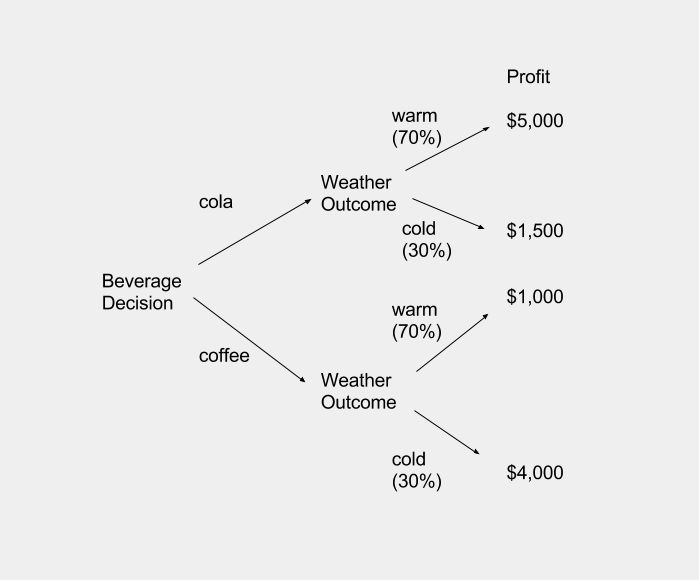 Profit
warm
(70%)
$5,000
Weather
Outcome
cola
cold
(30%)
$1,500
Beverage
Decision
warm
(70%)
$1,000
coffee
Weather
Outcome
cold
(30%)
$4,000